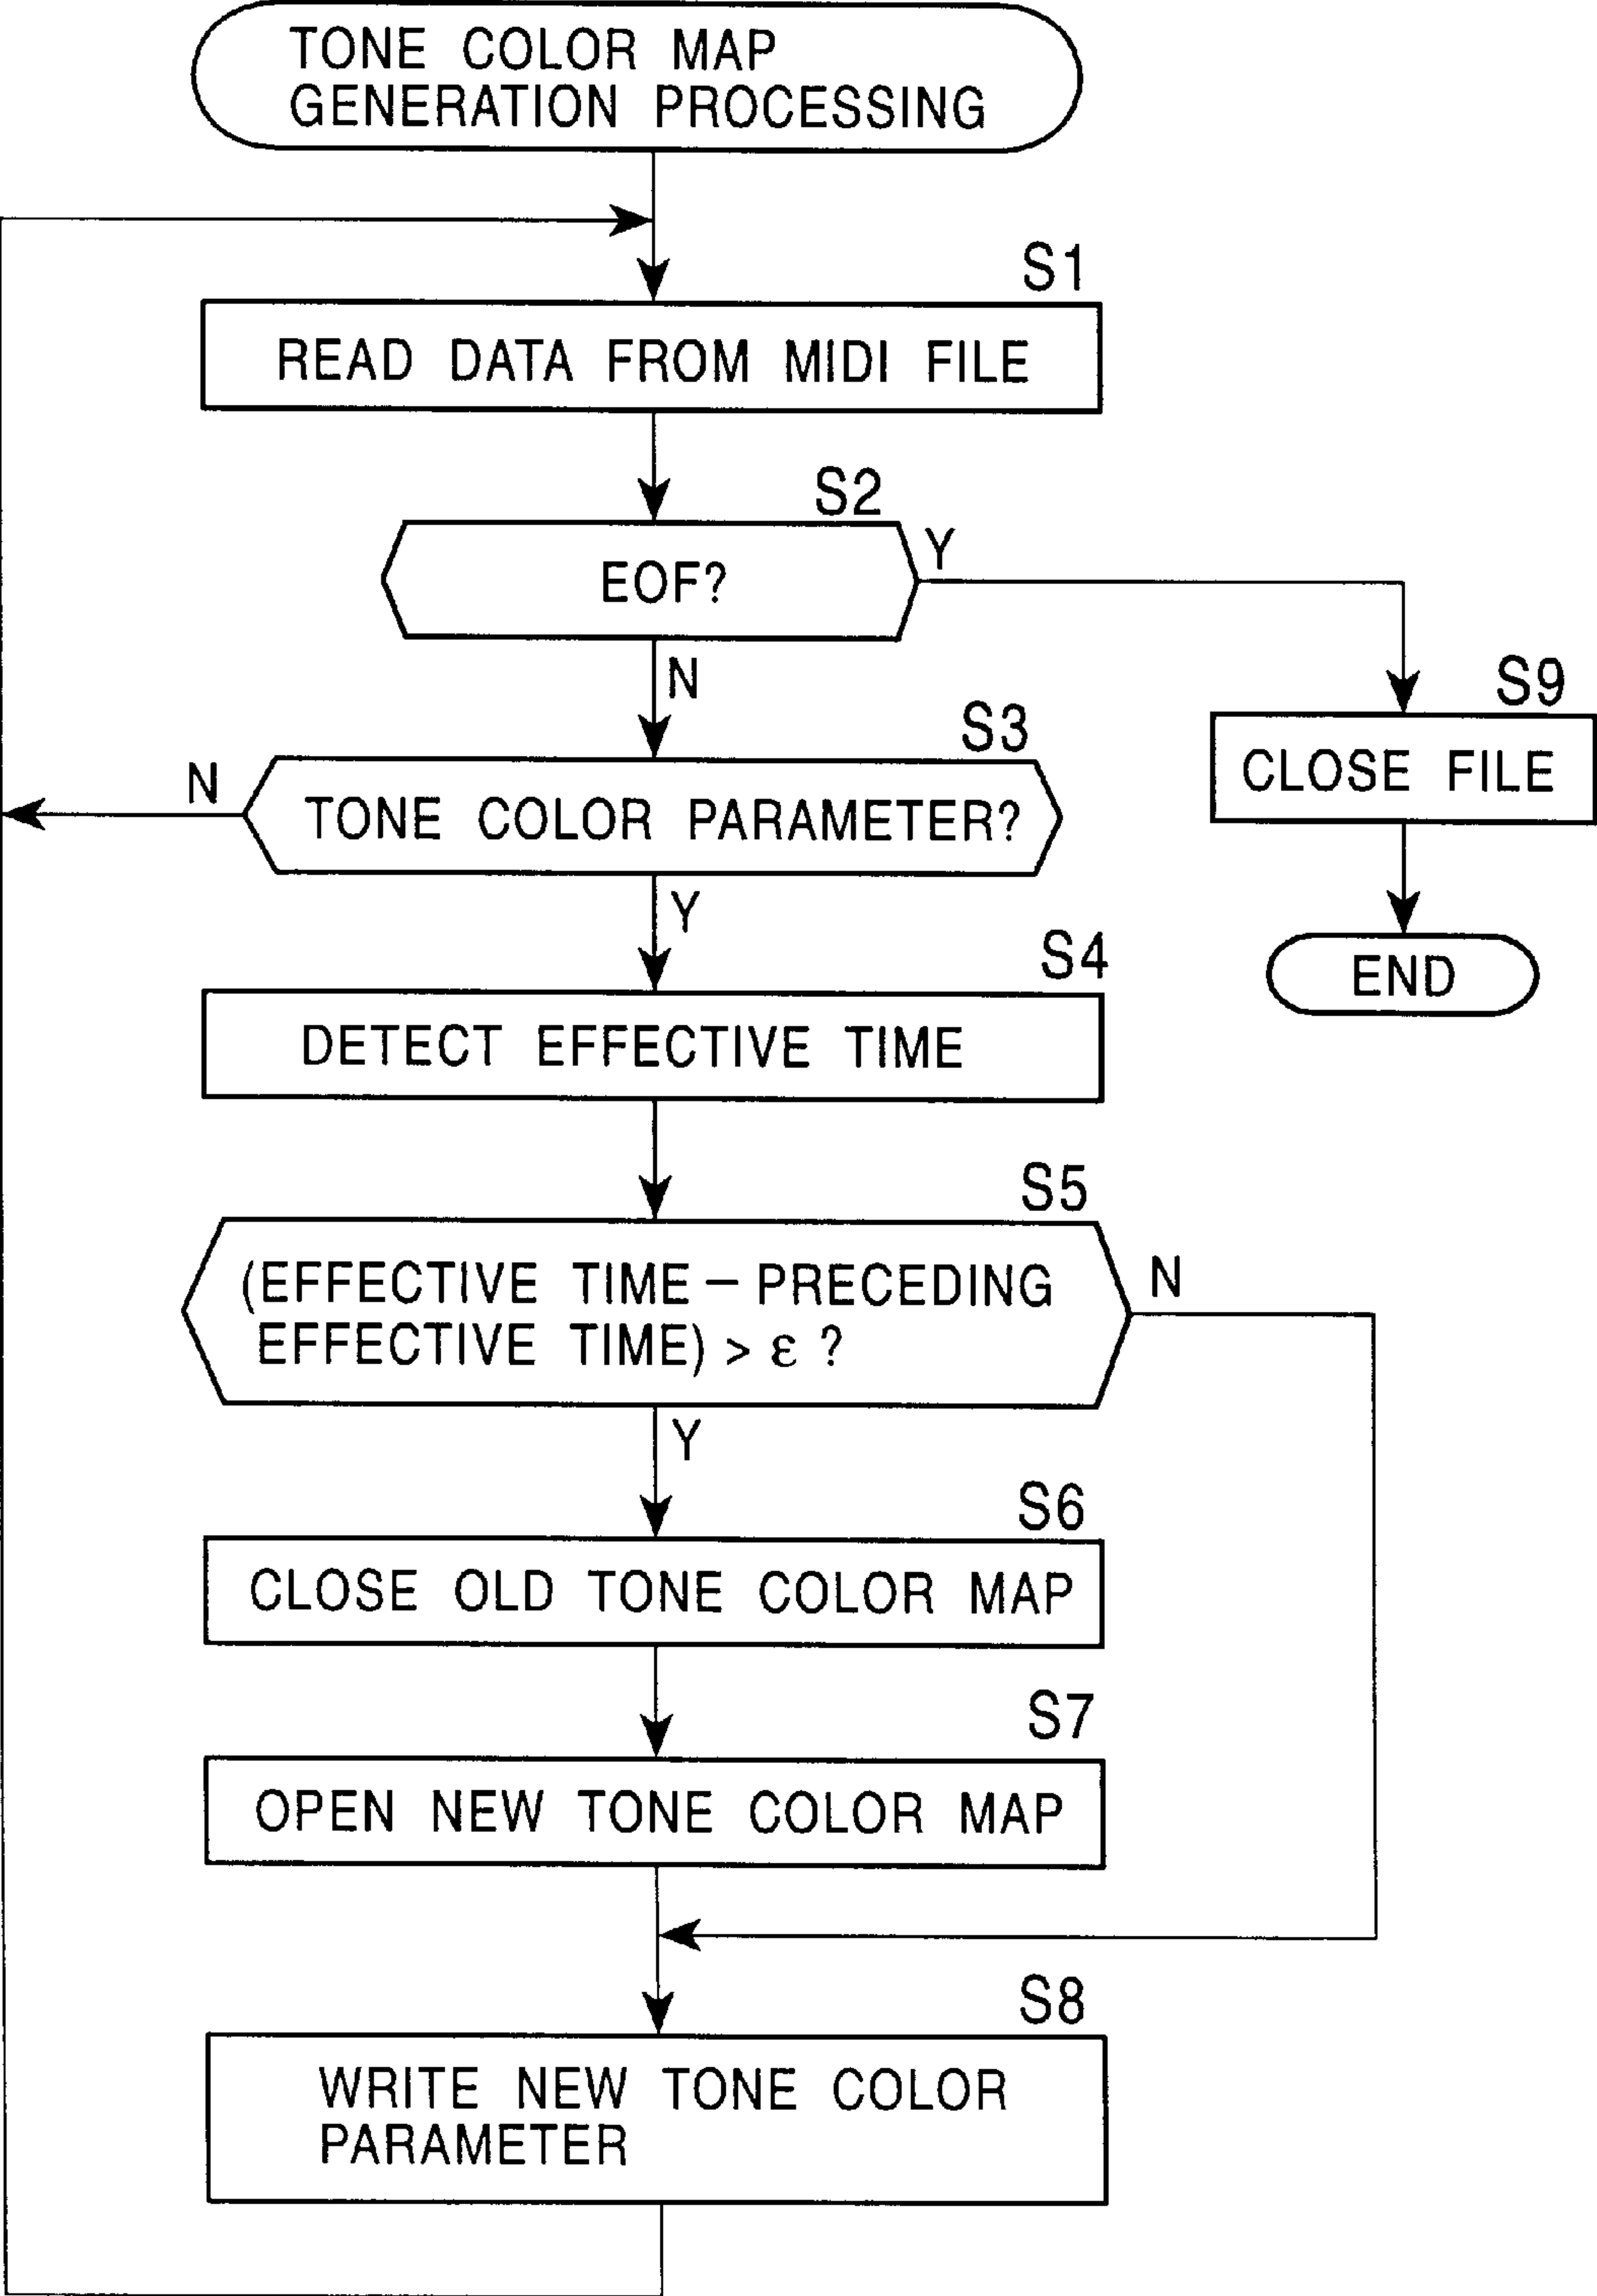 TONE COLOR MAP
GENERATION PROCESSING
S1
READ DATA FROM MIDI FILE
S2
EOF?
Y
N
S9
CLOSE FILE
END
S3
TONE COLOR PARAMETER?
N
Y
S4
DETECT EFFECTIVE TIME
S5
(EFFECTIVE TIME – PRECEDING
EFFECTIVE TIME) > ε ?
N
Y
S6
CLOSE OLD TONE COLOR MAP
S7
OPEN NEW TONE COLOR MAP
S8
WRITE NEW TONE COLOR
PARAMETER